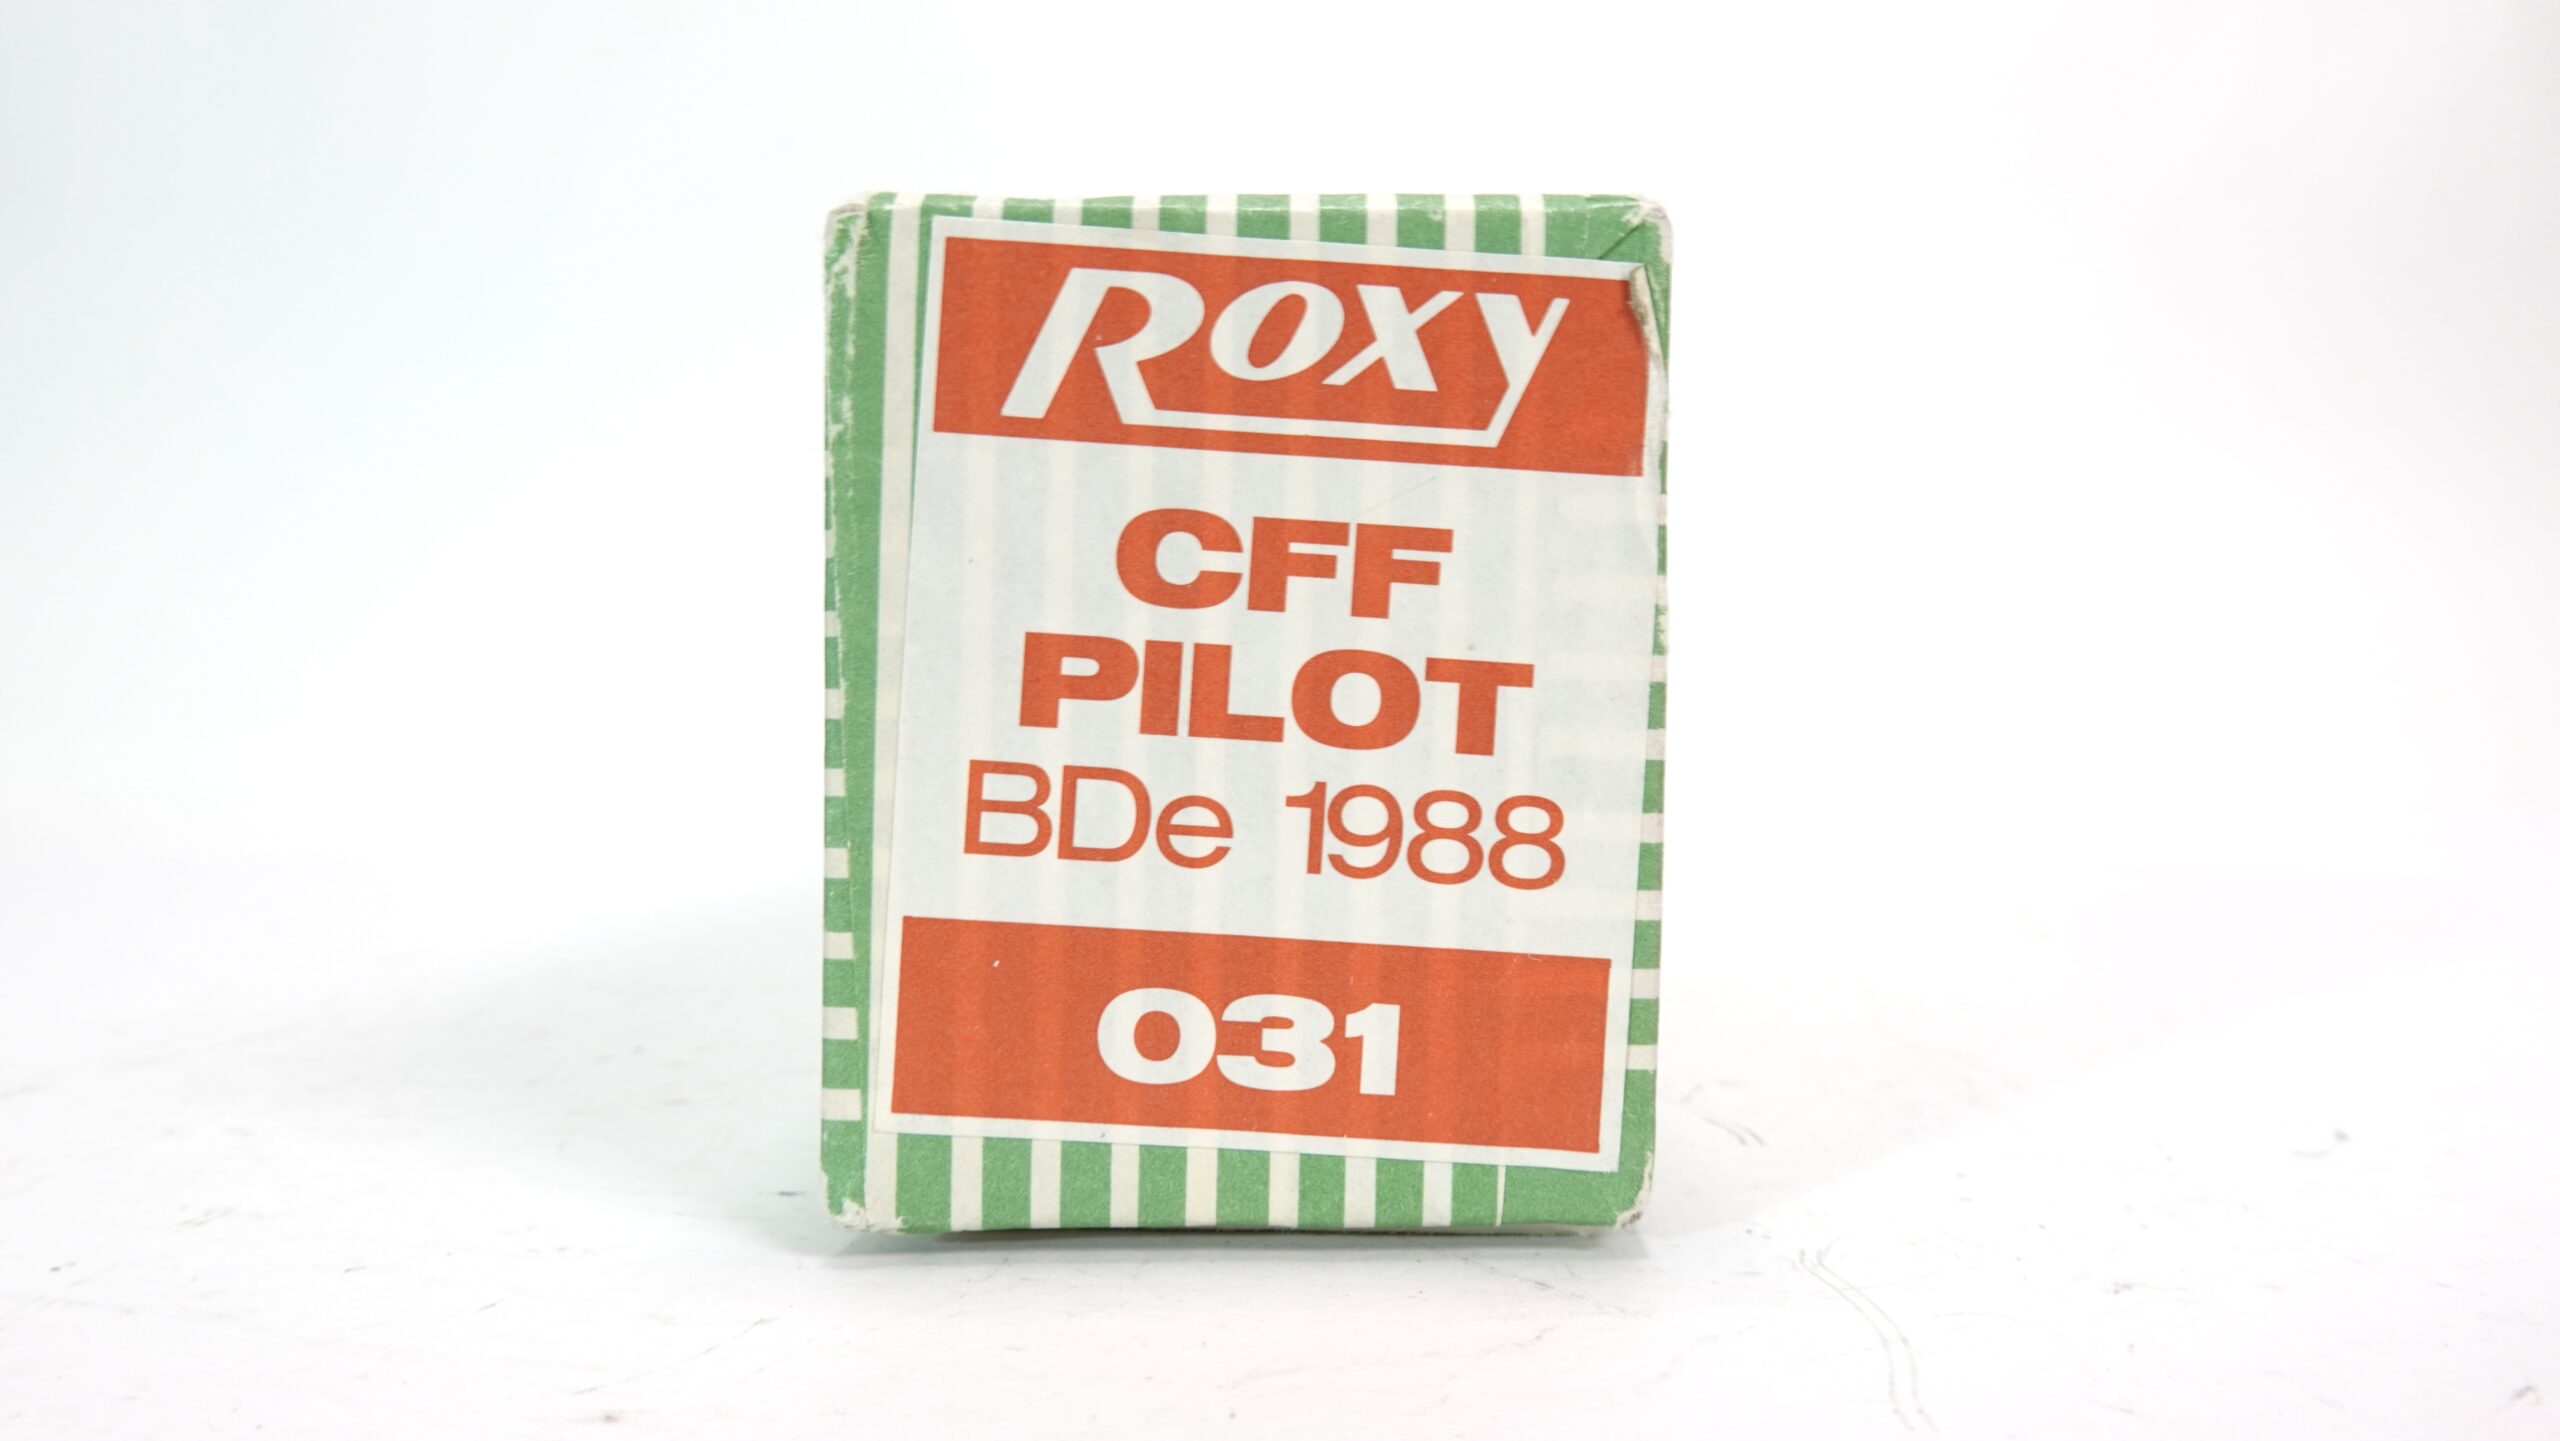 ROXY
CFF
PILOT
BDe 1988
031